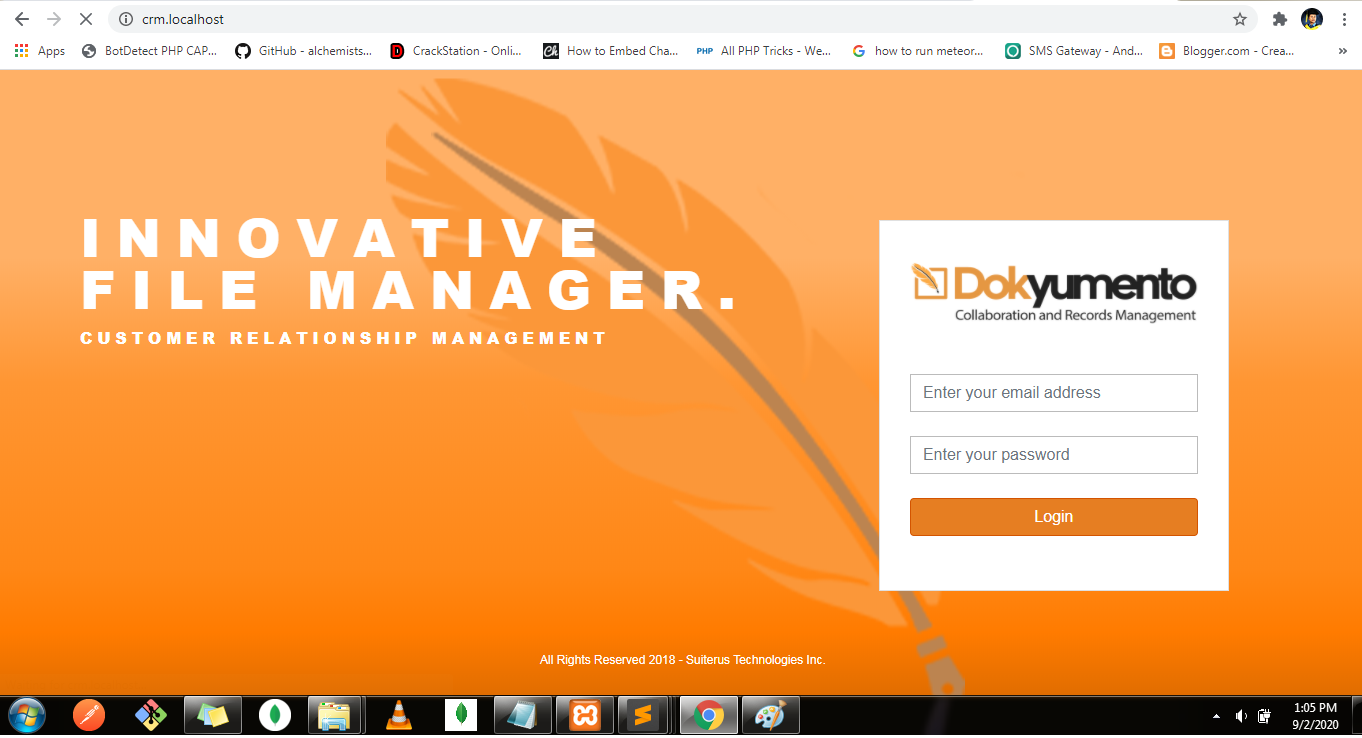 crm.localhost
Apps
BotDetect PHP CAP...
GitHub - alchemists...
CrackStation - Onli...
Ch
How to Embed Cha...
PHP
All PHP Tricks - We...
how to run meteor...
SMS Gateway - And...
Blogger.com - Crea...
»
INNOVATIVE
FILE MANAGER.
CUSTOMER RELATIONSHIP MANAGEMENT
Dokyumento
Collaboration and Records Management
Enter your email address
Enter your password
Login
All Rights Reserved 2018 - Suiterus Technologies Inc.
1:05 PM
9/2/2020